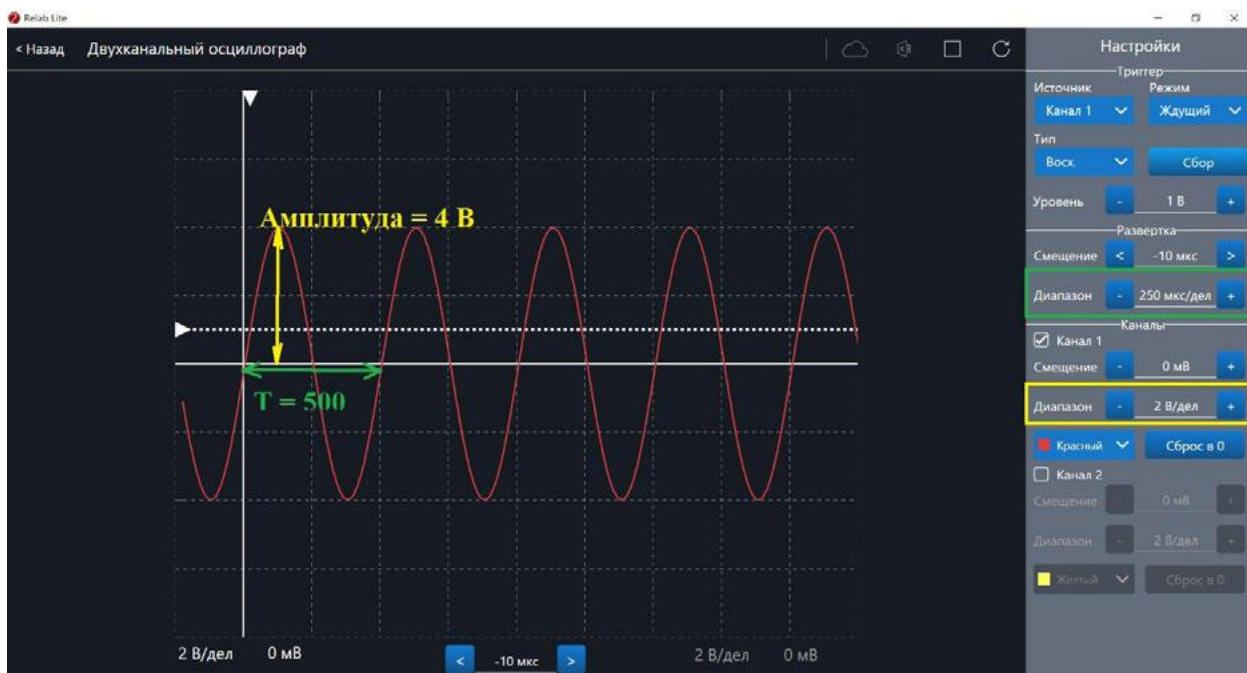 Relab Lite
< Назад Двухканальный осциллограф
Амплитуда = 4 В
T = 500
2 В/дел 0 мВ < -10 мкс > 2 В/дел 0 мВ
Настройки
Триггер
Источник Режим
Канал 1 Ждущий
Тип
Восх. Сбор
Уровень - 1 В +
Развертка
Смещение < -10 мкс >
Диапазон - 250 мкс/дел +
Каналы
Канал 1
Смещение - 0 мВ +
Диапазон - 2 В/дел +
Красный Сброс в 0
Канал 2
Смещение - 0 мВ +
Диапазон - 2 В/дел +
Желтый Сброс в 0